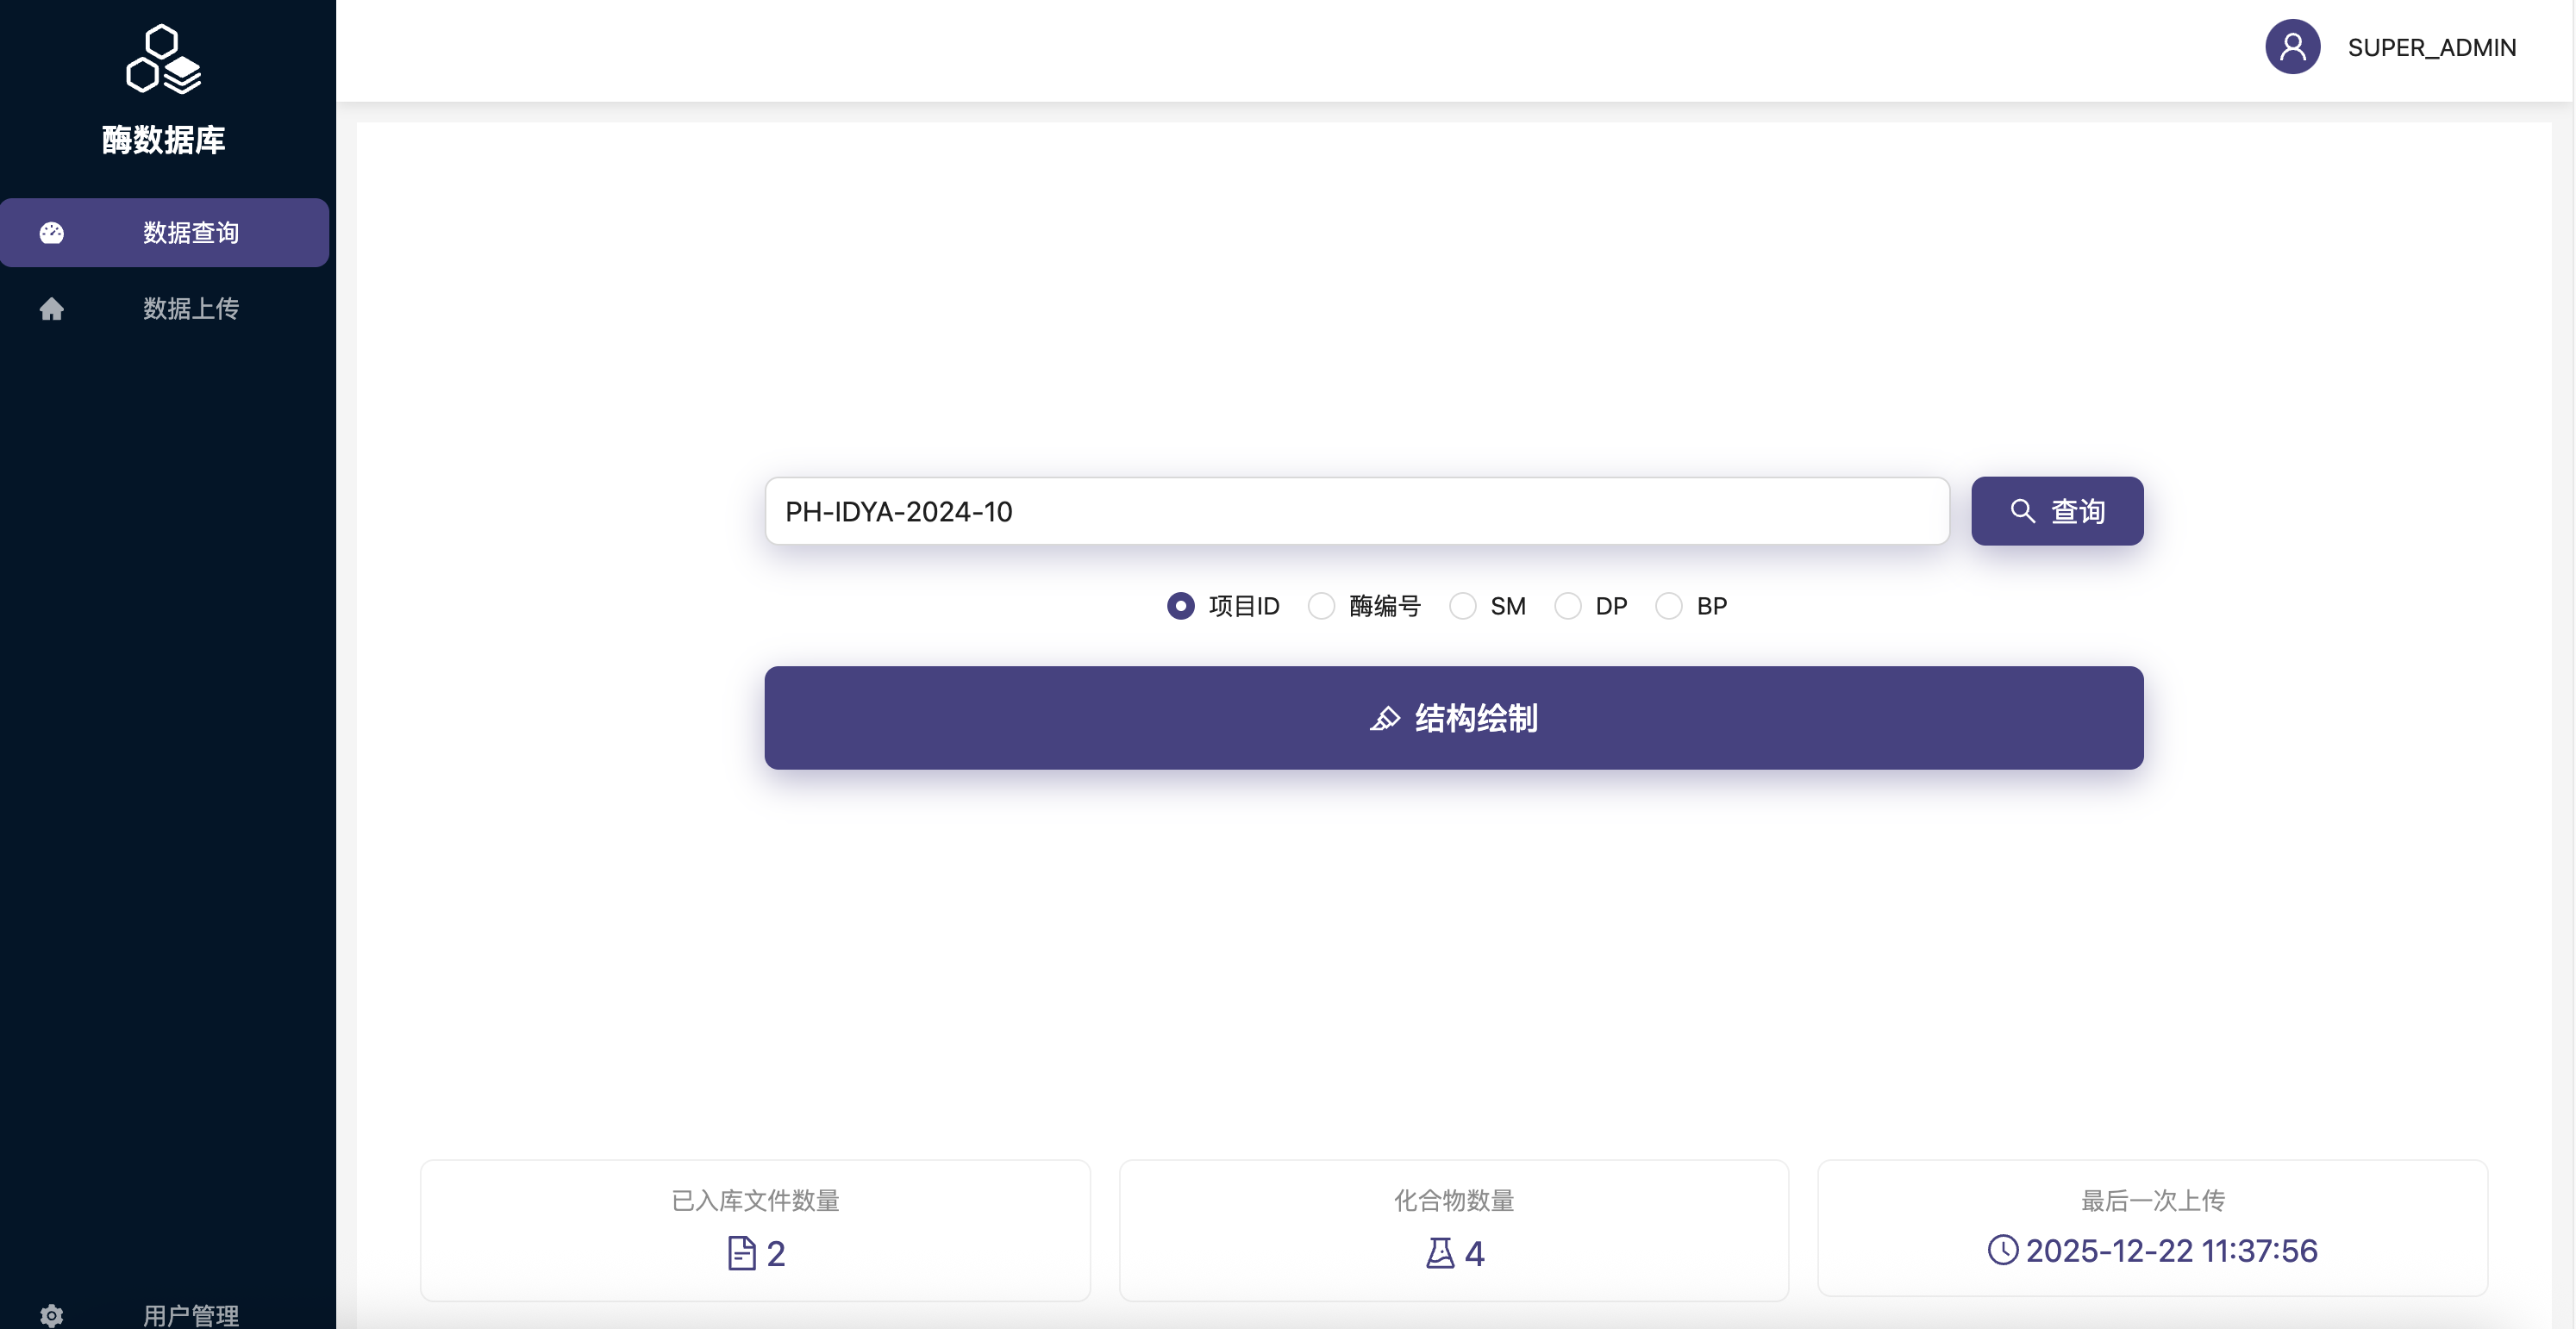 酶数据库
数据查询
数据上传
用户管理
SUPER_ADMIN
PH-IDYA-2024-10
查询
项目ID 酶编号 SM DP BP
结构绘制
已入库文件数量
2
化合物数量
4
最后一次上传
2025-12-22 11:37:56